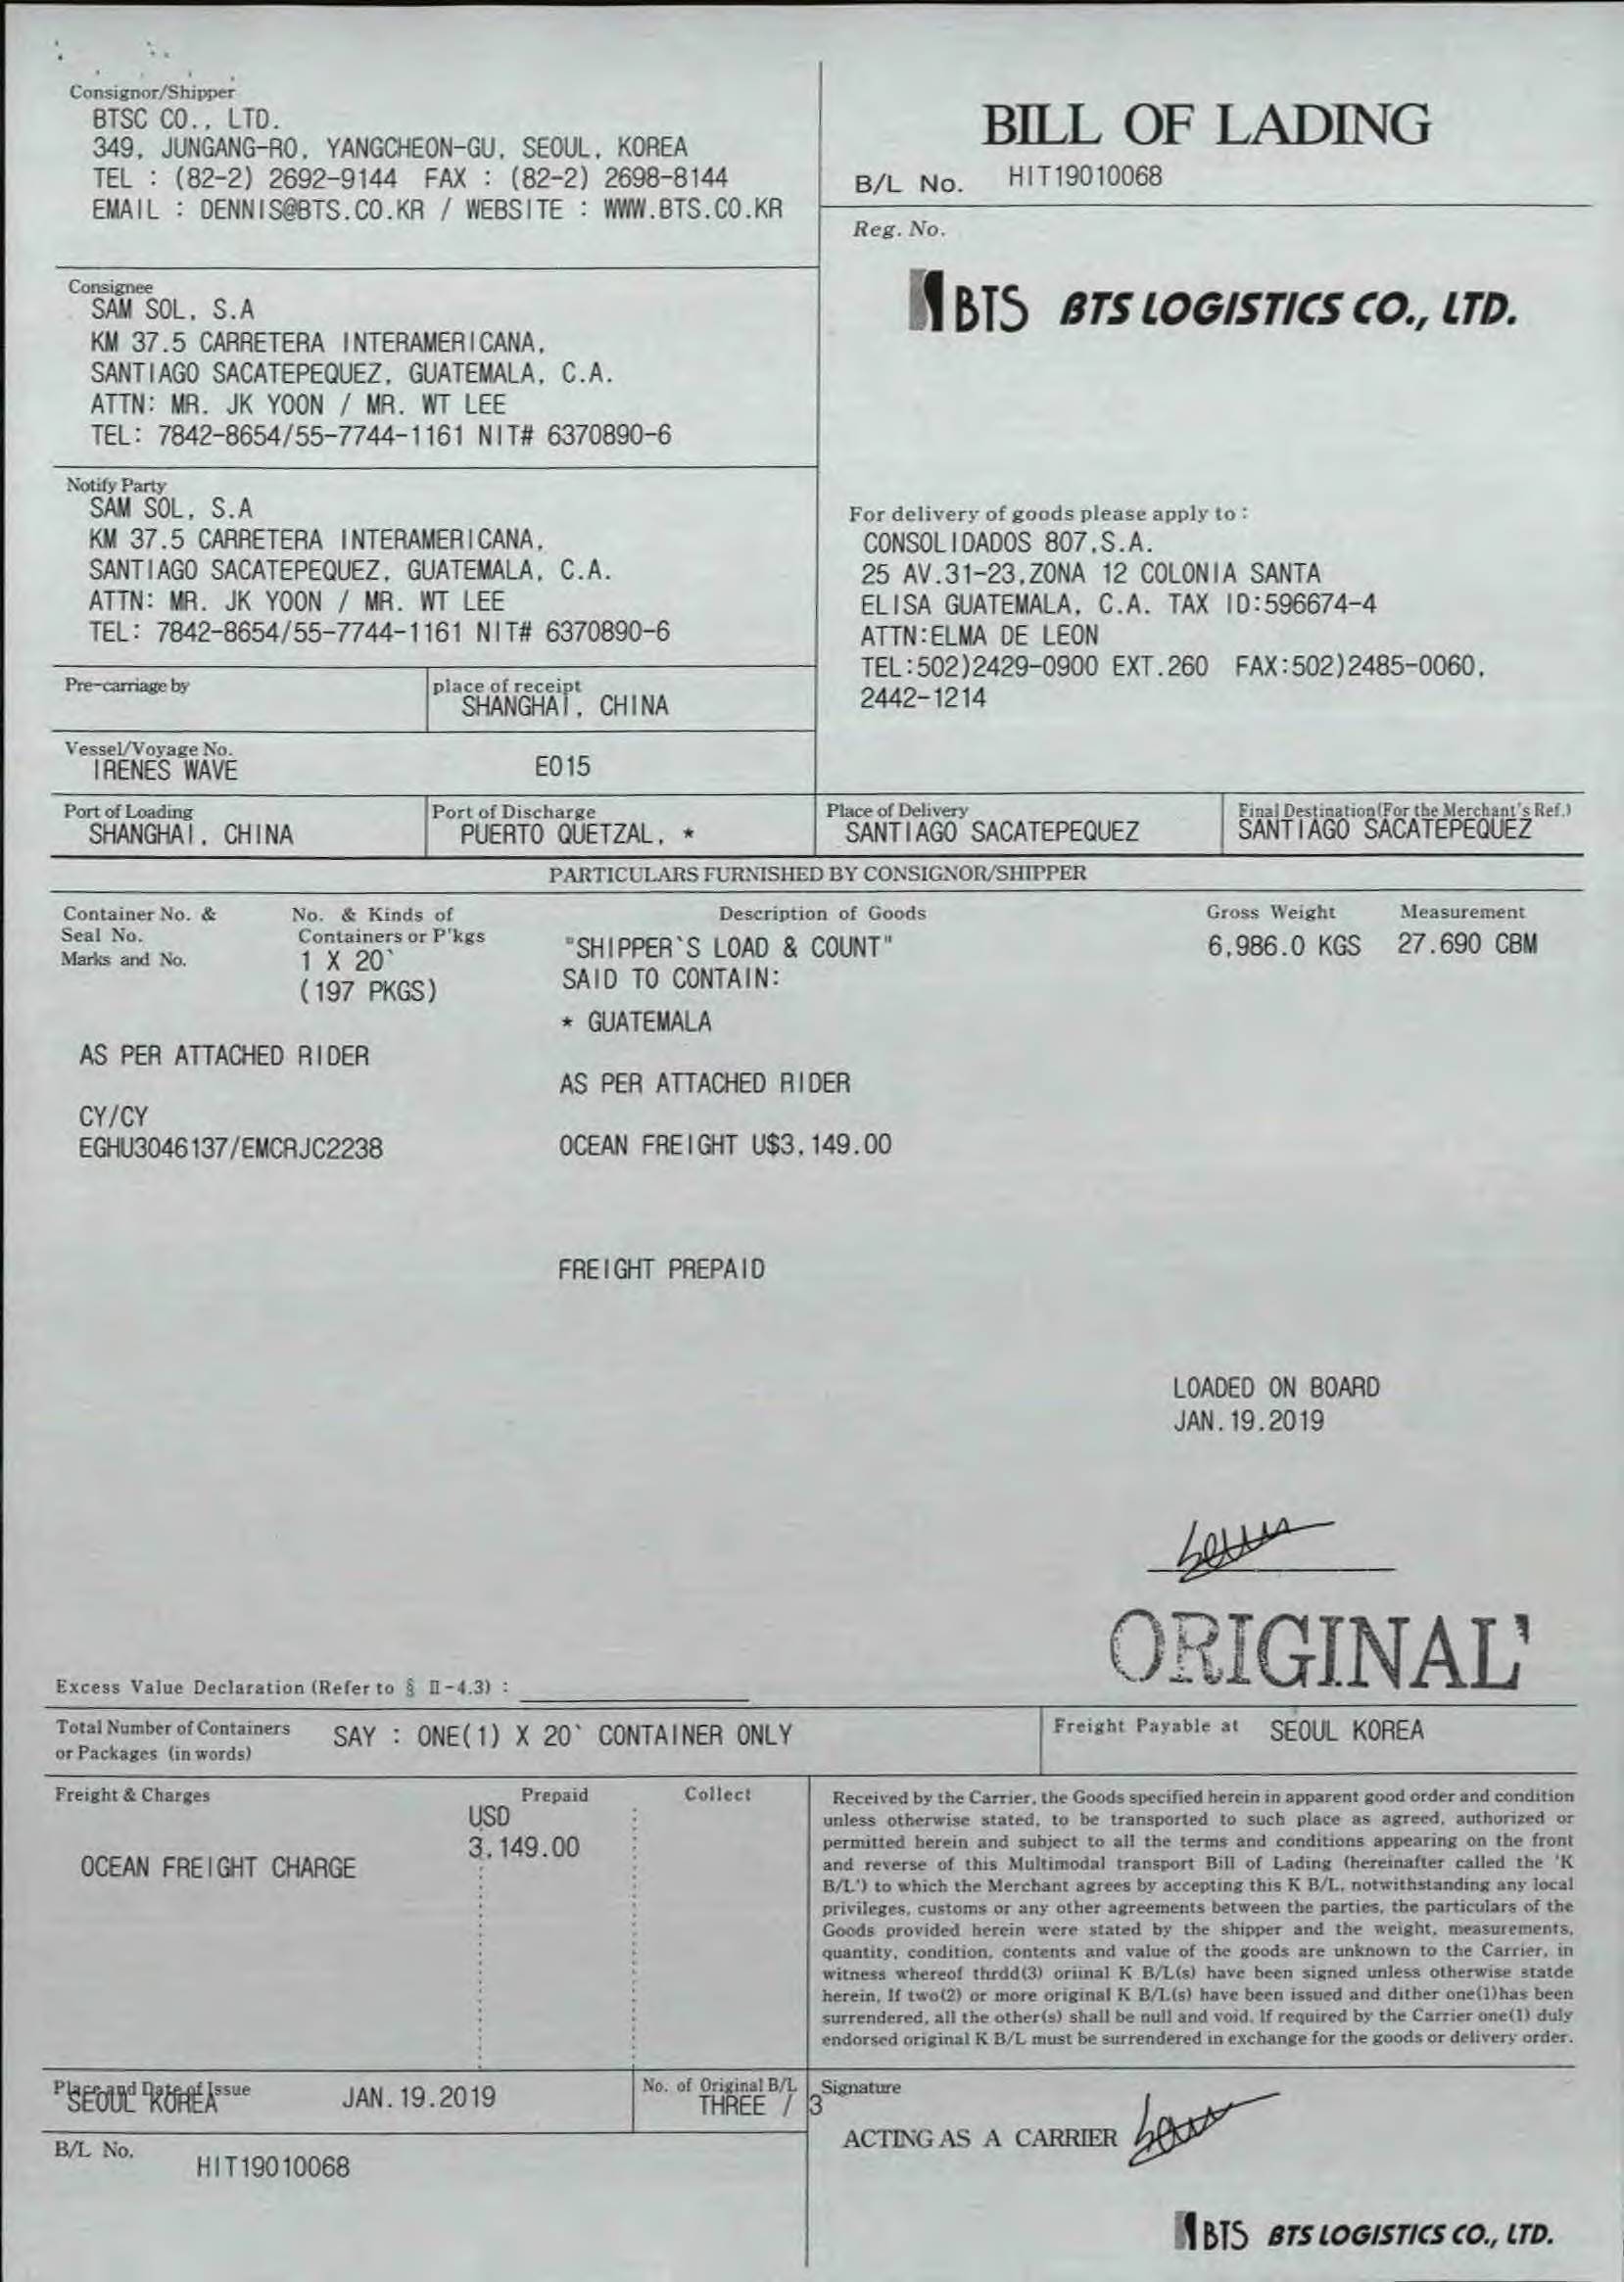 Consignor/Shipper
BTSC CO., LTD.
349, JUNGANG-RO, YANGCHEON-GU, SEOUL, KOREA
TEL : (82-2) 2692-9144 FAX : (82-2) 2698-8144
EMAIL : DENNIS@BTS.CO.KR / WEBSITE : WWW.BTS.CO.KR
BILL OF LADING
B/L No. HIT19010068
Reg. No.
BTS BTS LOGISTICS CO., LTD.
Consignee
SAM SOL, S.A
KM 37.5 CARRETERA INTERAMERICANA,
SANTIAGO SACATEPEQUEZ, GUATEMALA, C.A.
ATTN: MR. JK YOON / MR. WT LEE
TEL: 7842-8654/55-7744-1161 NIT# 6370890-6
Notify Party
SAM SOL, S.A
KM 37.5 CARRETERA INTERAMERICANA,
SANTIAGO SACATEPEQUEZ, GUATEMALA, C.A.
ATTN: MR. JK YOON / MR. WT LEE
TEL: 7842-8654/55-7744-1161 NIT# 6370890-6
For delivery of goods please apply to :
CONSOLIDADOS 807,S.A.
25 AV.31-23,ZONA 12 COLONIA SANTA
ELISA GUATEMALA, C.A. TAX ID:596674-4
ATTN:ELMA DE LEON
TEL:502)2429-0900 EXT.260 FAX:502)2485-0060,
2442-1214
Pre-carriage by
place of receipt
SHANGHAI, CHINA
Vessel/Voyage No.
IRENES WAVE E015
Port of Loading
SHANGHAI, CHINA
Port of Discharge
PUERTO QUETZAL, *
Place of Delivery
SANTIAGO SACATEPEQUEZ
Final Destination(For the Merchant's Ref.)
SANTIAGO SACATEPEQUEZ
PARTICULARS FURNISHED BY CONSIGNOR/SHIPPER
Container No. &
Seal No.
Marks and No.
No. & Kinds of
Containers or P'kgs
1 X 20`
(197 PKGS)
Description of Goods
"SHIPPER`S LOAD & COUNT"
SAID TO CONTAIN:
* GUATEMALA
Gross Weight
6,986.0 KGS
Measurement
27.690 CBM
AS PER ATTACHED RIDER
AS PER ATTACHED RIDER
CY/CY
EGHU3046137/EMCRJC2238
OCEAN FREIGHT U$3,149.00
FREIGHT PREPAID
LOADED ON BOARD
JAN.19.2019
ORIGINAL
Excess Value Declaration (Refer to § II-4.3) :
Total Number of Containers
or Packages (in words)
SAY : ONE(1) X 20` CONTAINER ONLY
Freight Payable at SEOUL KOREA
Freight & Charges Prepaid Collect
USD
3,149.00
OCEAN FREIGHT CHARGE
Received by the Carrier, the Goods specified herein in apparent good order and condition
unless otherwise stated, to be transported to such place as agreed, authorized or
permitted herein and subject to all the terms and conditions appearing on the front
and reverse of this Multimodal transport Bill of Lading (hereinafter called the 'K
B/L') to which the Merchant agrees by accepting this K B/L, notwithstanding any local
privileges, customs or any other agreements between the parties, the particulars of the
Goods provided herein were stated by the shipper and the weight, measurements,
quantity, condition, contents and value of the goods are unknown to the Carrier, in
witness whereof thrdd(3) oriinal K B/L(s) have been signed unless otherwise statde
herein, If two(2) or more original K B/L(s) have been issued and dither one(1)has been
surrendered, all the other(s) shall be null and void. If required by the Carrier one(1) duly
endorsed original K B/L must be surrendered in exchange for the goods or delivery order.
Place and Date of Issue
SEOUL KOREA JAN.19.2019
No. of Original B/L
THREE / 3
Signature
ACTING AS A CARRIER
B/L No.
HIT19010068
BTS BTS LOGISTICS CO., LTD.